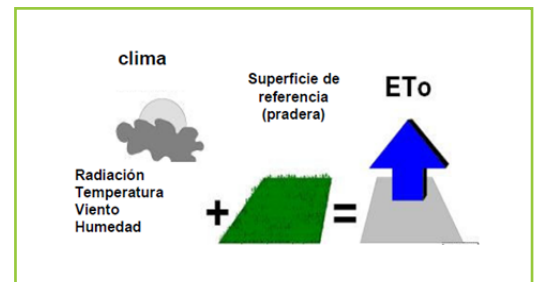 clima
Radiación
Temperatura
Viento
Humedad
+
Superficie de
referencia
(pradera)
=
ETo